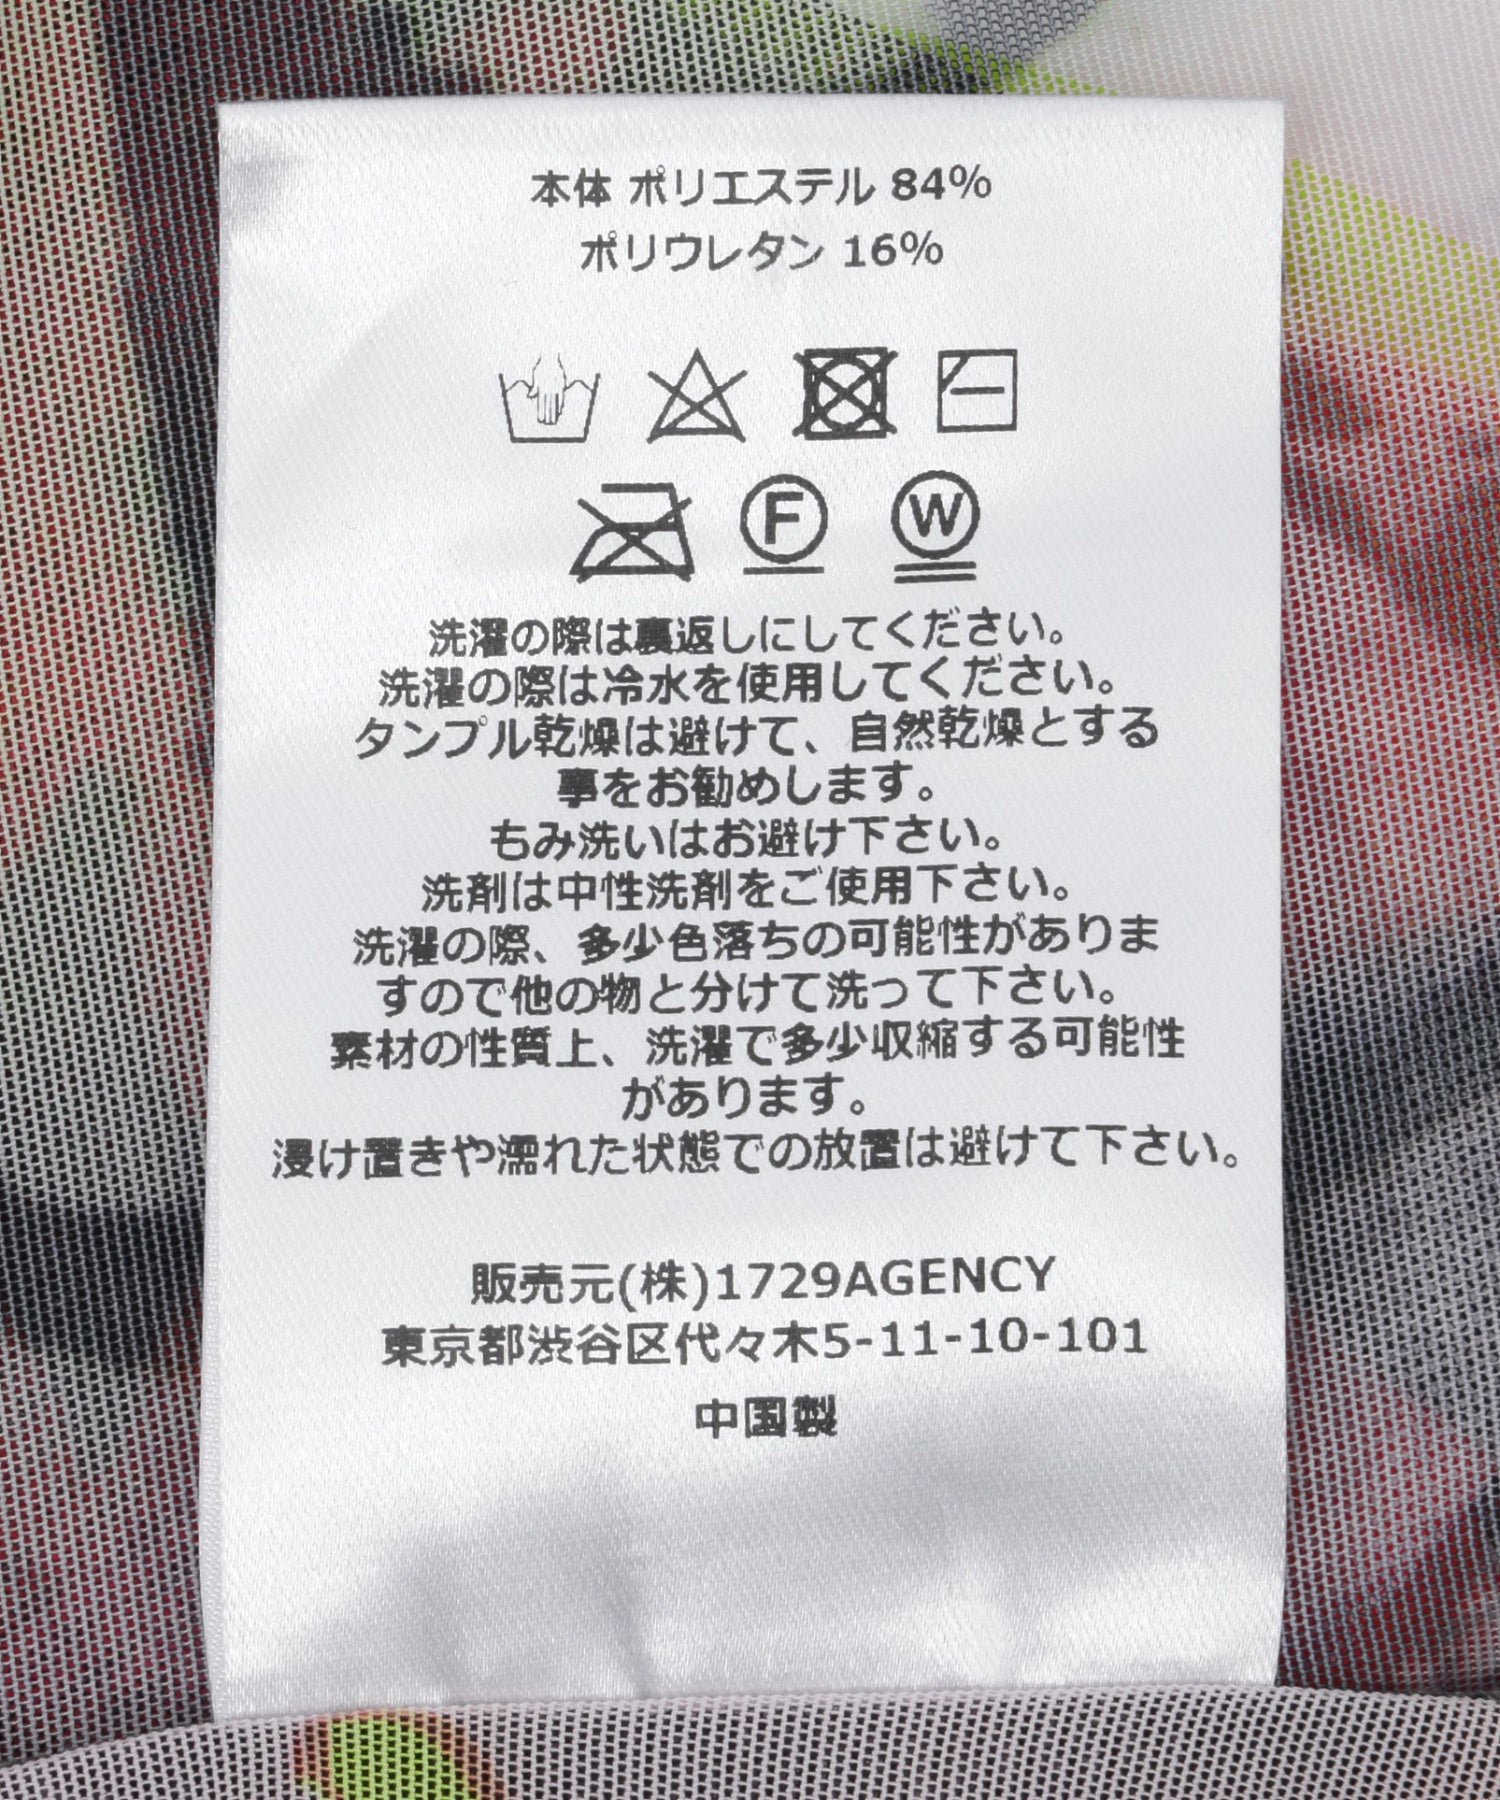 本体 ポリエステル 84%
ポリウレタン 16%
F W
洗濯の際は裏返しにしてください。
洗濯の際は冷水を使用してください。
タンプル乾燥は避けて、自然乾燥とする
事をお勧めします。
もみ洗いはお避け下さい。
洗剤は中性洗剤をご使用下さい。
洗濯の際、多少色落ちの可能性がありま
すので他の物と分けて洗って下さい。
素材の性質上、洗濯で多少収縮する可能性
があります。
浸け置きや濡れた状態での放置は避けて下さい。
販売元(株)1729AGENCY
東京都渋谷区代々木5-11-10-101
中国製